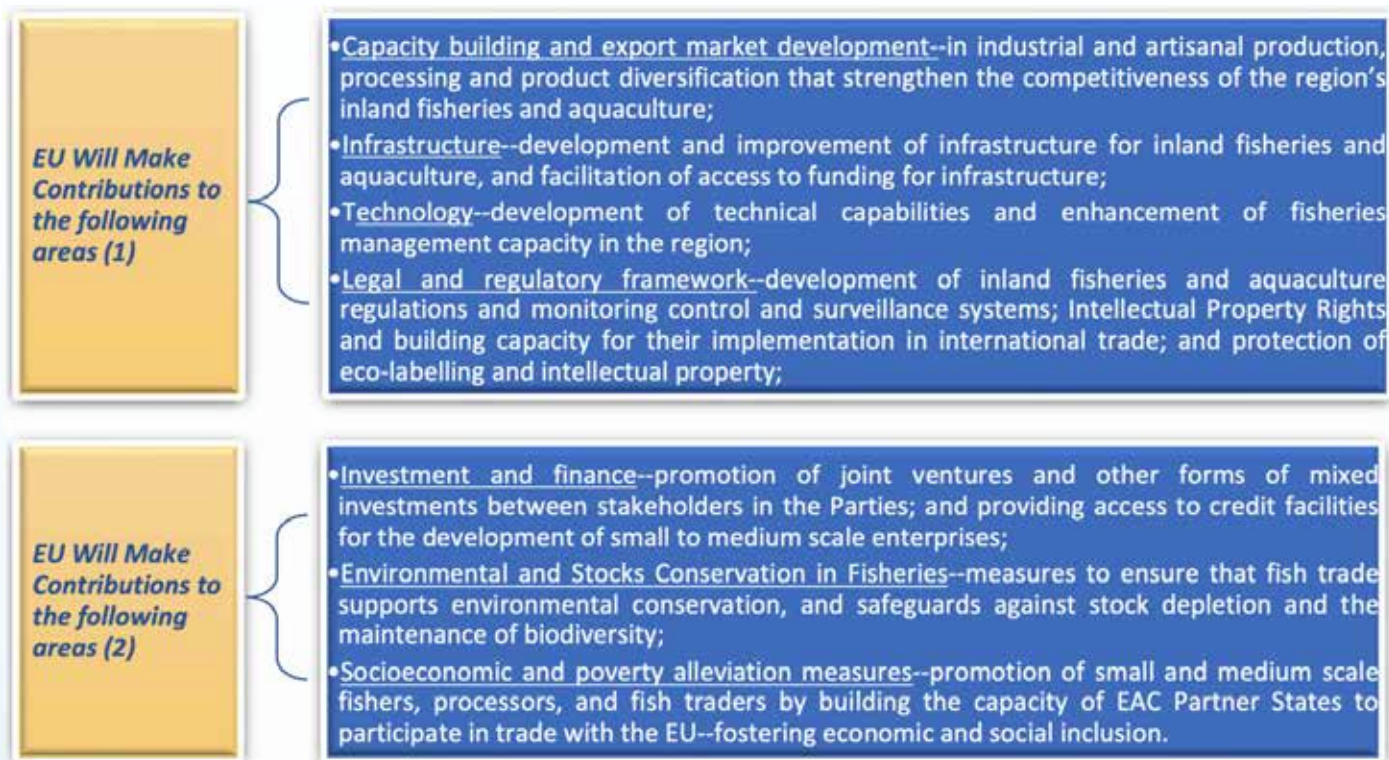 EU Will Make
Contributions to
the following
areas (1)
•Capacity building and export market development--in industrial and artisanal production,
processing and product diversification that strengthen the competitiveness of the region's
inland fisheries and aquaculture;
•Infrastructure--development and improvement of infrastructure for inland fisheries and
aquaculture, and facilitation of access to funding for infrastructure;
•Technology--development of technical capabilities and enhancement of fisheries
management capacity in the region;
•Legal and regulatory framework--development of inland fisheries and aquaculture
regulations and monitoring control and surveillance systems; Intellectual Property Rights
and building capacity for their implementation in international trade; and protection of
eco-labelling and intellectual property;
EU Will Make
Contributions to
the following
areas (2)
•Investment and finance--promotion of joint ventures and other forms of mixed
investments between stakeholders in the Parties; and providing access to credit facilities
for the development of small to medium scale enterprises;
•Environmental and Stocks Conservation in Fisheries--measures to ensure that fish trade
supports environmental conservation, and safeguards against stock depletion and the
maintenance of biodiversity;
•Socioeconomic and poverty alleviation measures--promotion of small and medium scale
fishers, processors, and fish traders by building the capacity of EAC Partner States to
participate in trade with the EU--fostering economic and social inclusion.